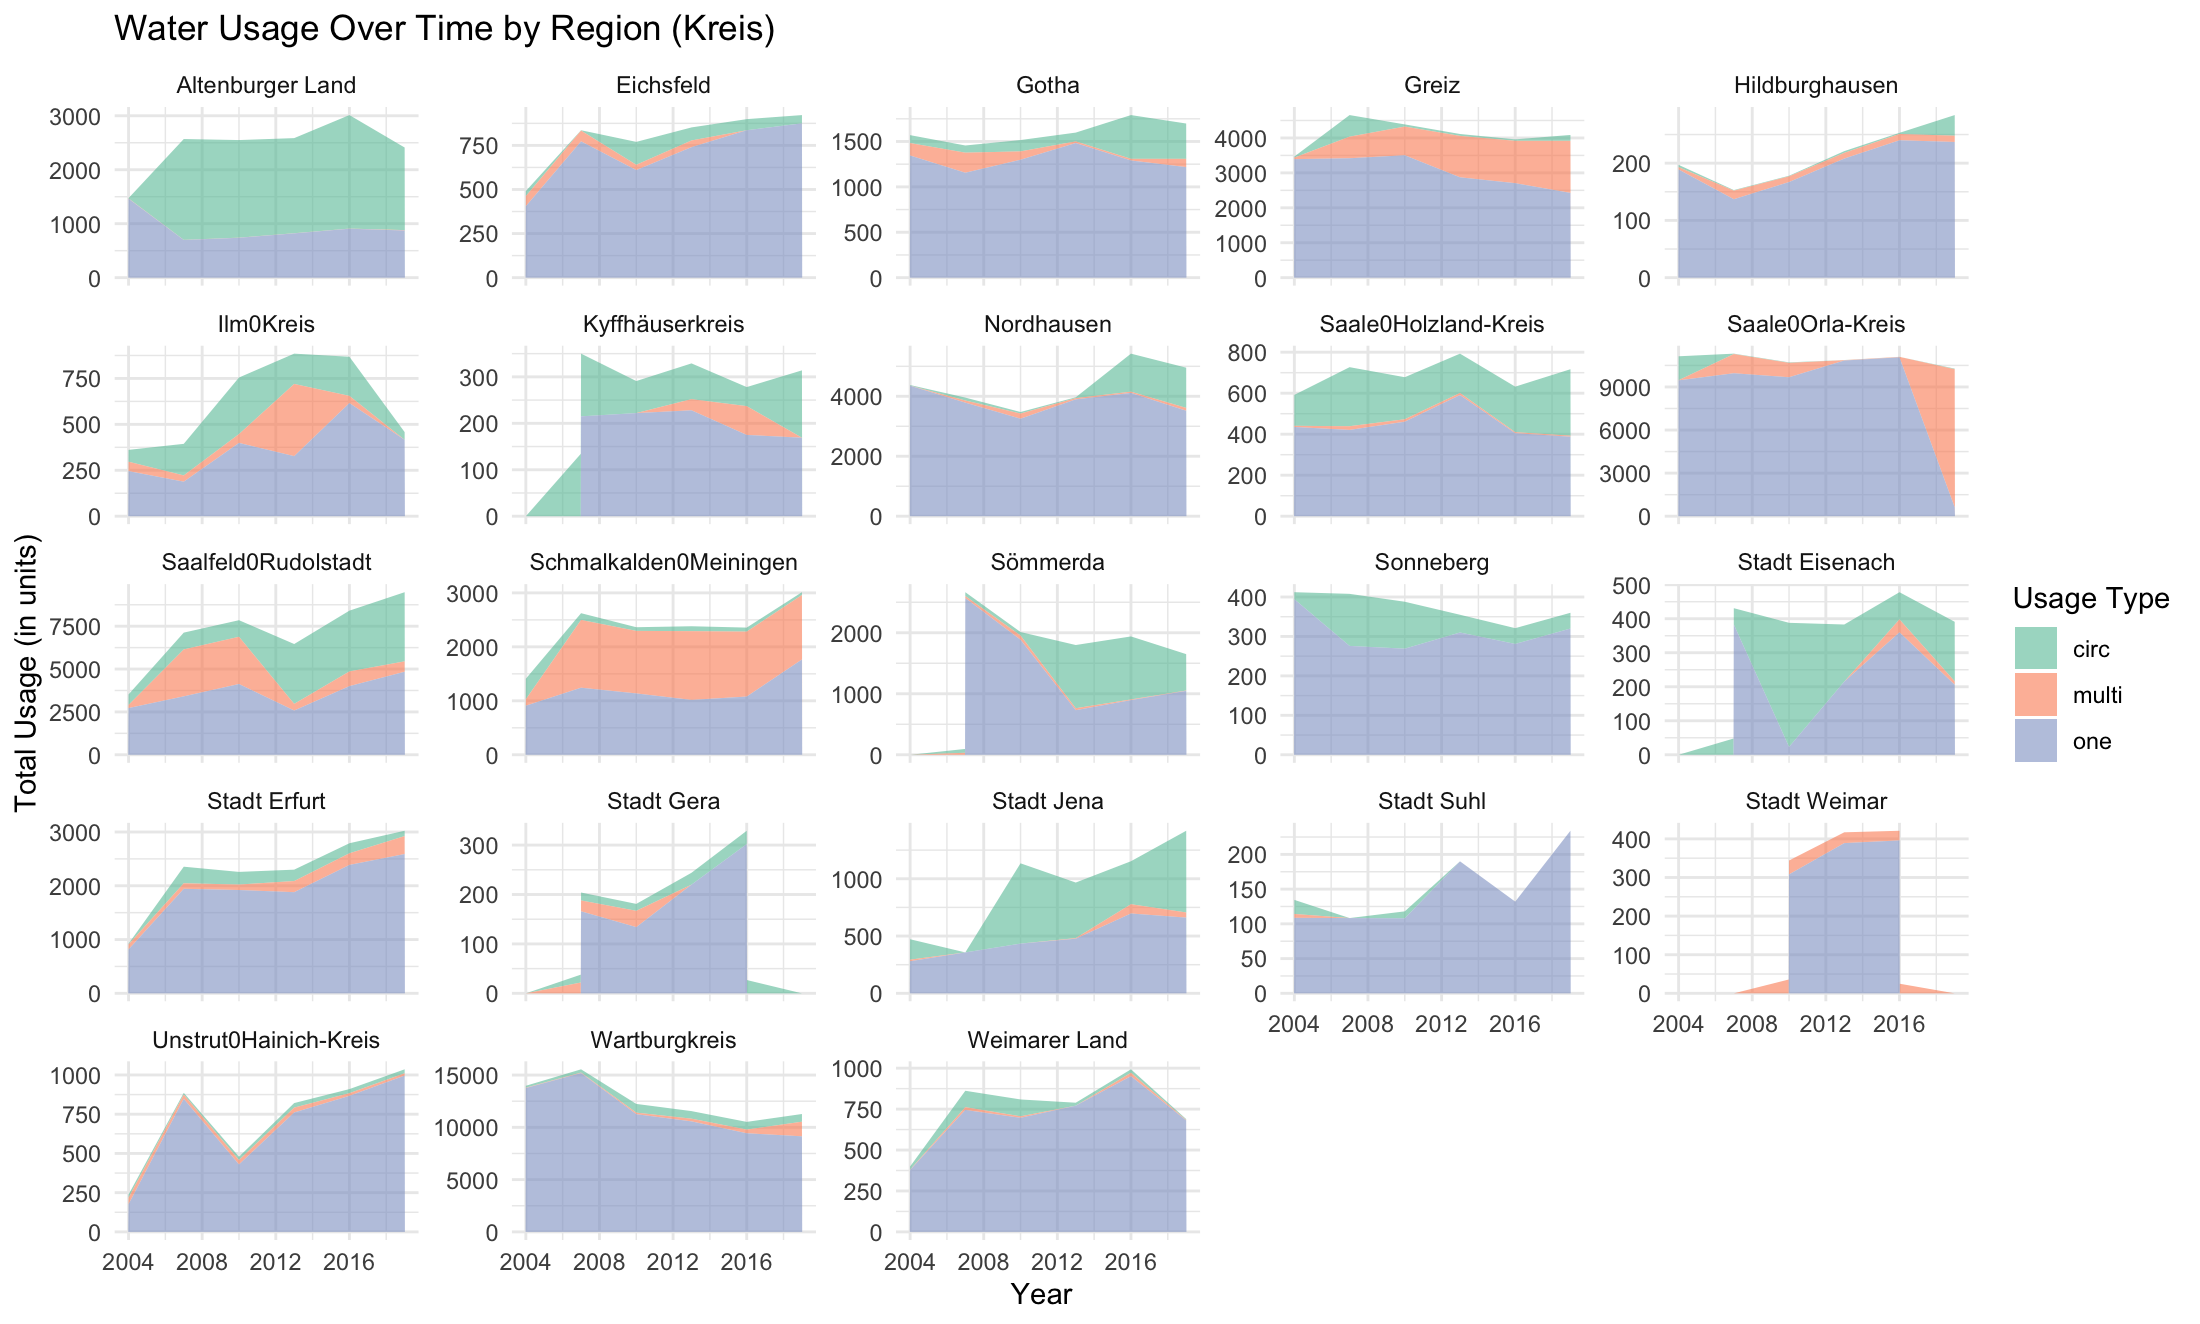 Water Usage Over Time by Region (Kreis)
Altenburger Land
Eichsfeld
Gotha
Greiz
Hildburghausen
3000
2000
1000
0
750
500
250
0
1500
1000
500
0
4000
3000
2000
1000
0
200
100
0
Ilm0Kreis
Kyffhäuserkreis
Nordhausen
Saale0Holzland-Kreis
Saale0Orla-Kreis
750
500
250
0
300
200
100
0
4000
2000
0
800
600
400
200
0
9000
6000
3000
0
Saalfeld0Rudolstadt
Schmalkalden0Meiningen
Sömmerda
Sonneberg
Stadt Eisenach
7500
5000
2500
0
3000
2000
1000
0
2000
1000
0
400
300
200
100
0
500
400
300
200
100
0
Stadt Erfurt
Stadt Gera
Stadt Jena
Stadt Suhl
Stadt Weimar
3000
2000
1000
0
300
200
100
0
1000
500
0
200
150
100
50
0
400
300
200
100
0
2004 2008 2012 2016
2004 2008 2012 2016
Unstrut0Hainich-Kreis
Wartburgkreis
Weimarer Land
1000
750
500
250
0
15000
10000
5000
0
1000
750
500
250
0
2004 2008 2012 2016
2004 2008 2012 2016
2004 2008 2012 2016
Year
Total Usage (in units)
Usage Type
circ
multi
one